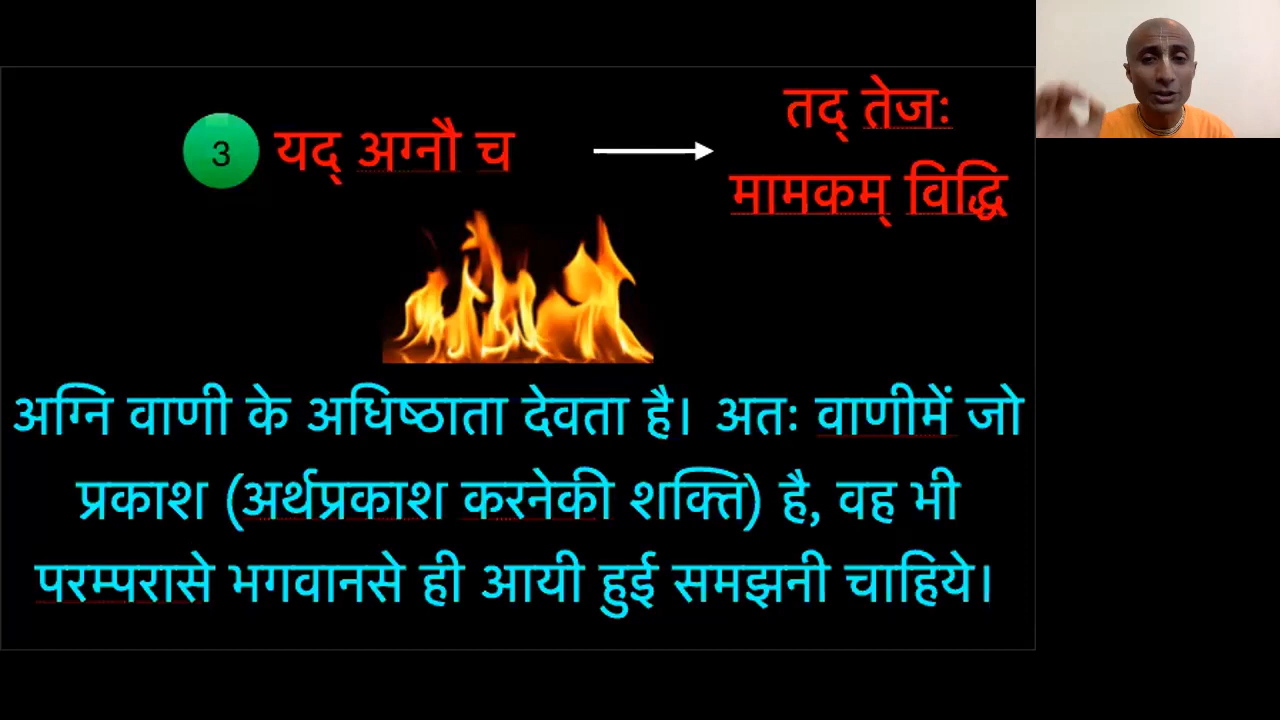 3 यद् अग्नौ च
तद् तेजः
मामकम् विद्धि
अग्नि वाणी के अधिष्ठाता देवता है। अतः वाणीमें जो
प्रकाश (अर्थप्रकाश करनेकी शक्ति) है, वह भी
परम्परासे भगवानसे ही आयी हुई समझनी चाहिये।